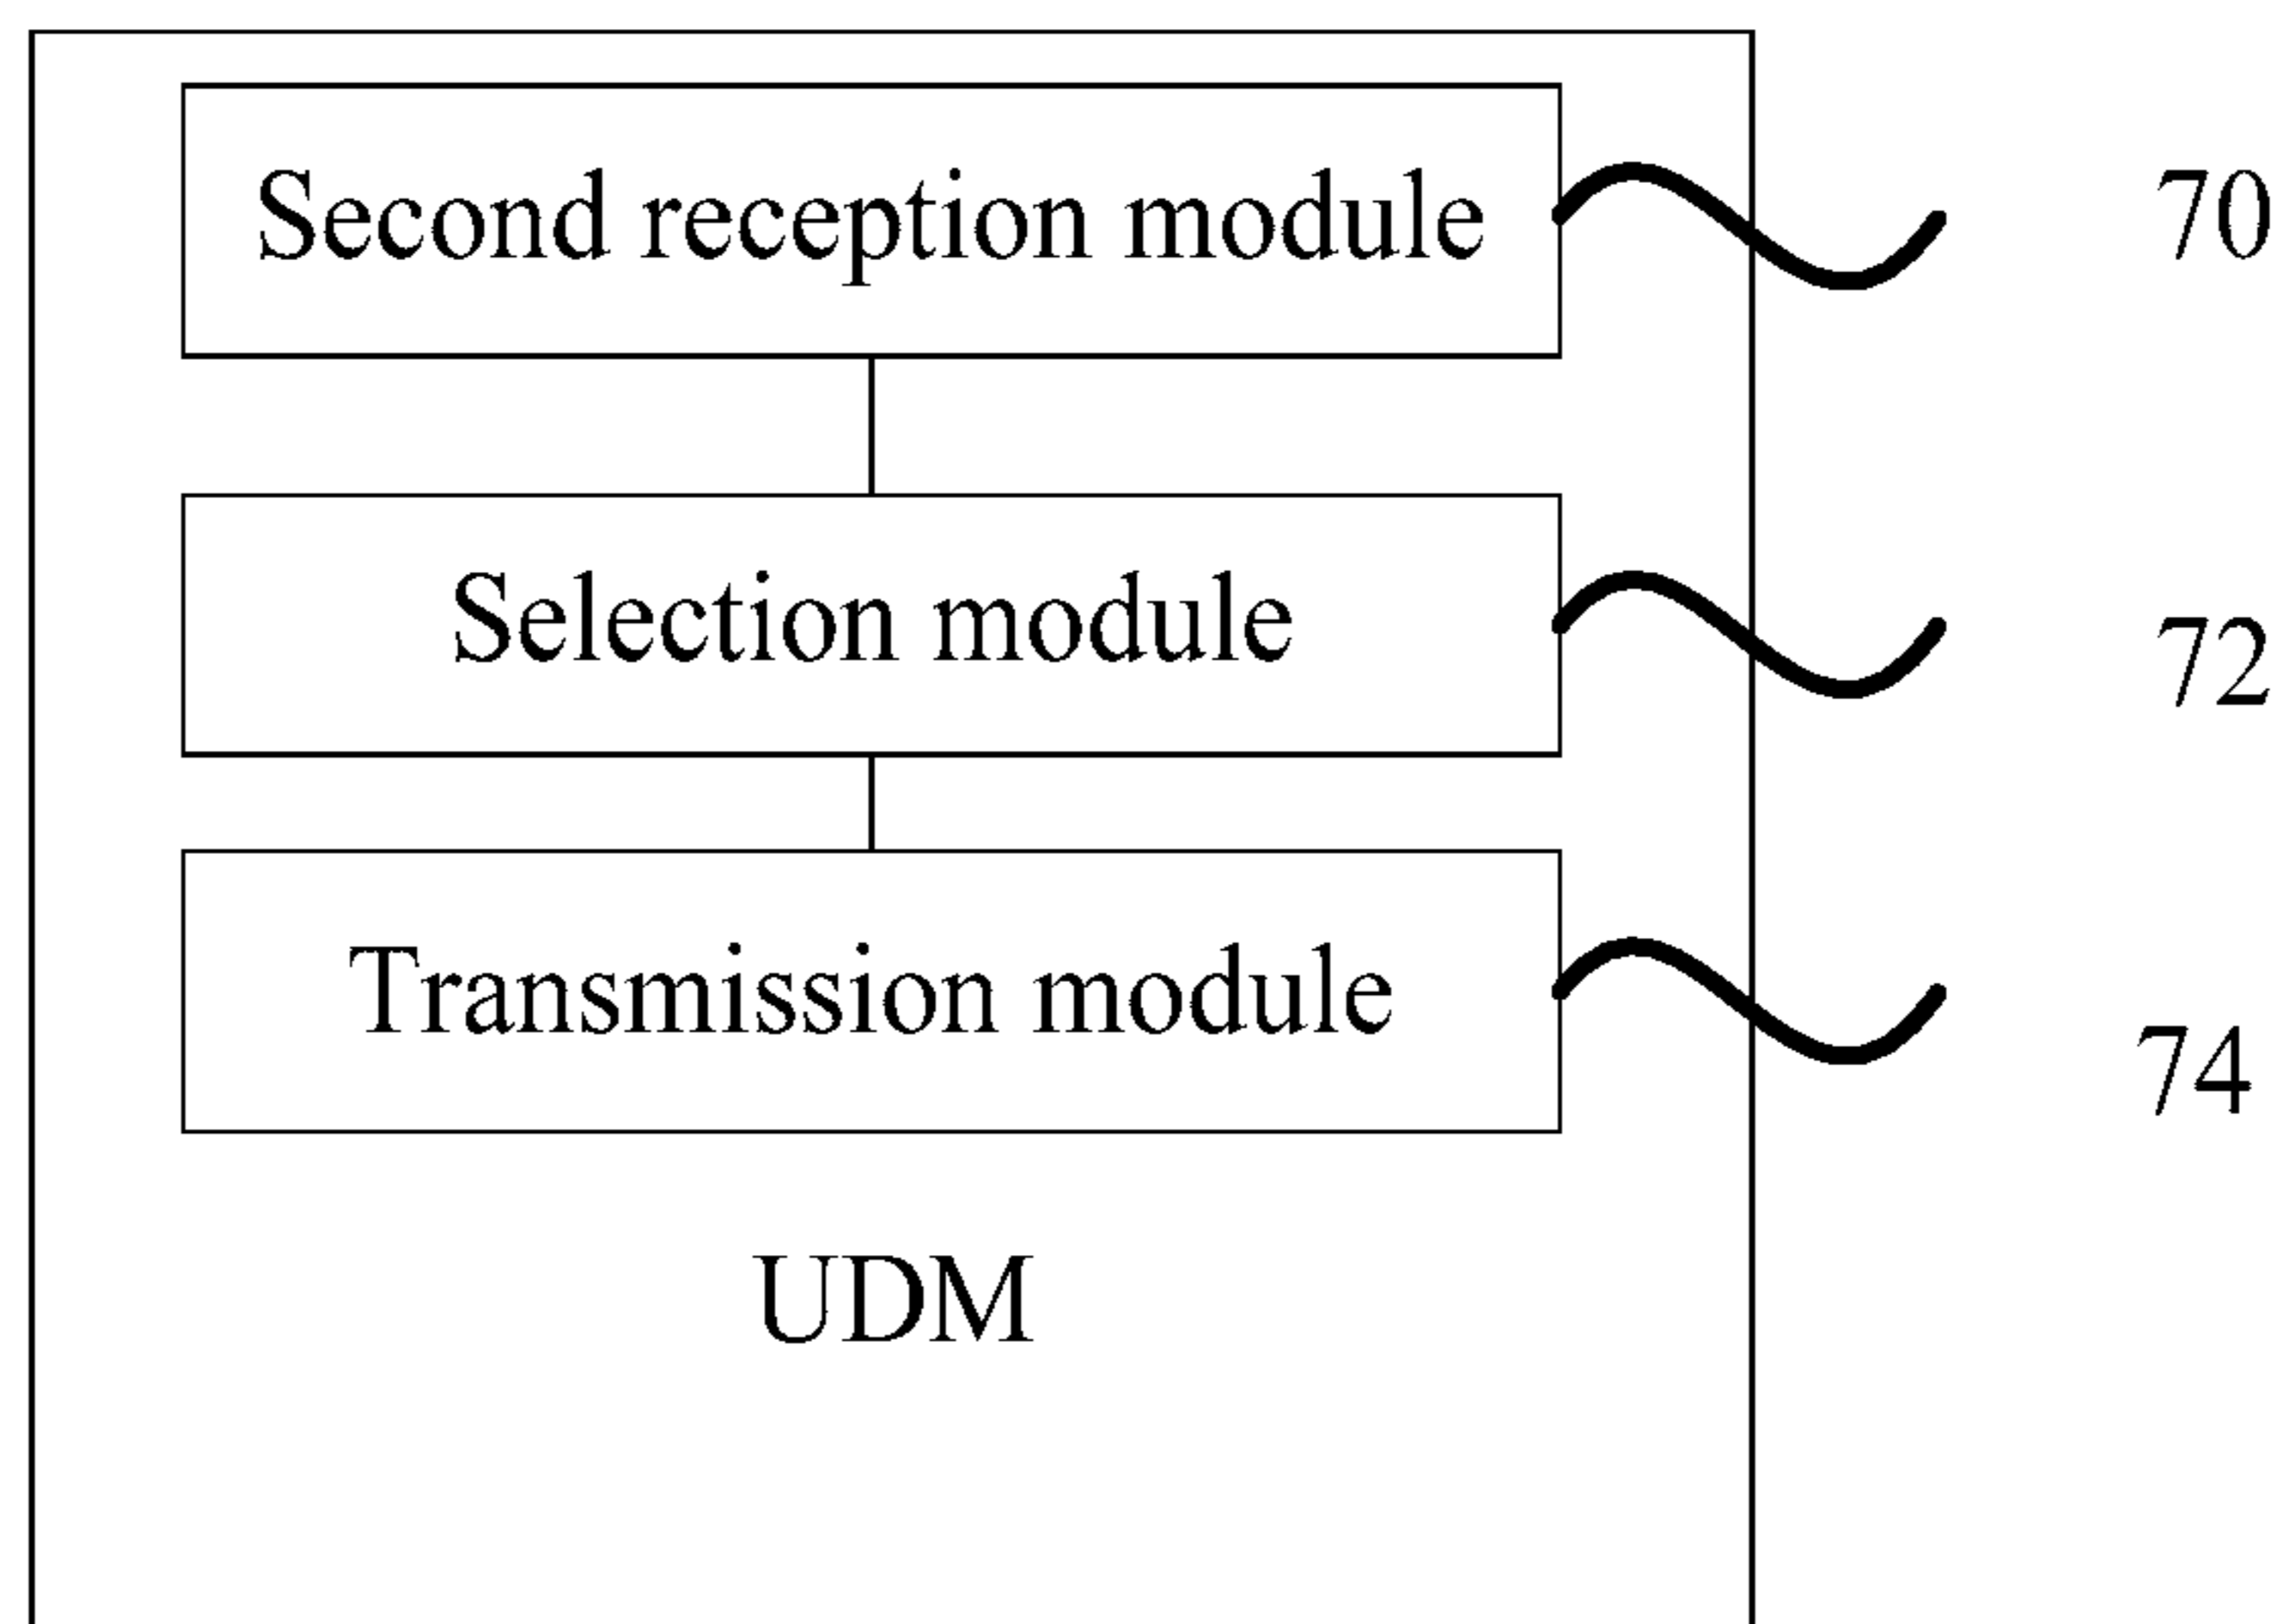 Second reception module
70
Selection module
72
Transmission module
74
UDM